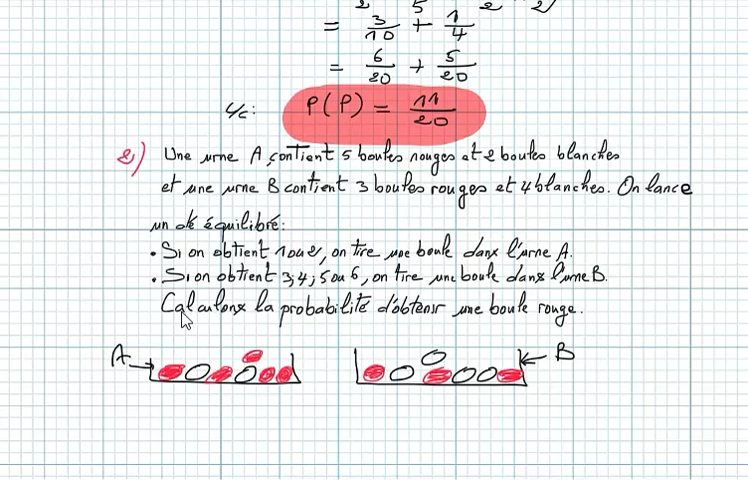 = 3/10 + 1/4
= 6/20 + 5/20
c/c: P(P) = 11/20
2) Une urne A contient 5 boules rouges et 2 boules blanches
et une urne B contient 3 boules rouges et 4 blanches. On lance
un dé équilibré:
• Si on obtient 1 ou 2, on tire une boule dans l'urne A.
• Si on obtient 3; 4; 5 ou 6, on tire une boule dans l'urne B.
Calculons la probabilité d'obtenir une boule rouge.
A B